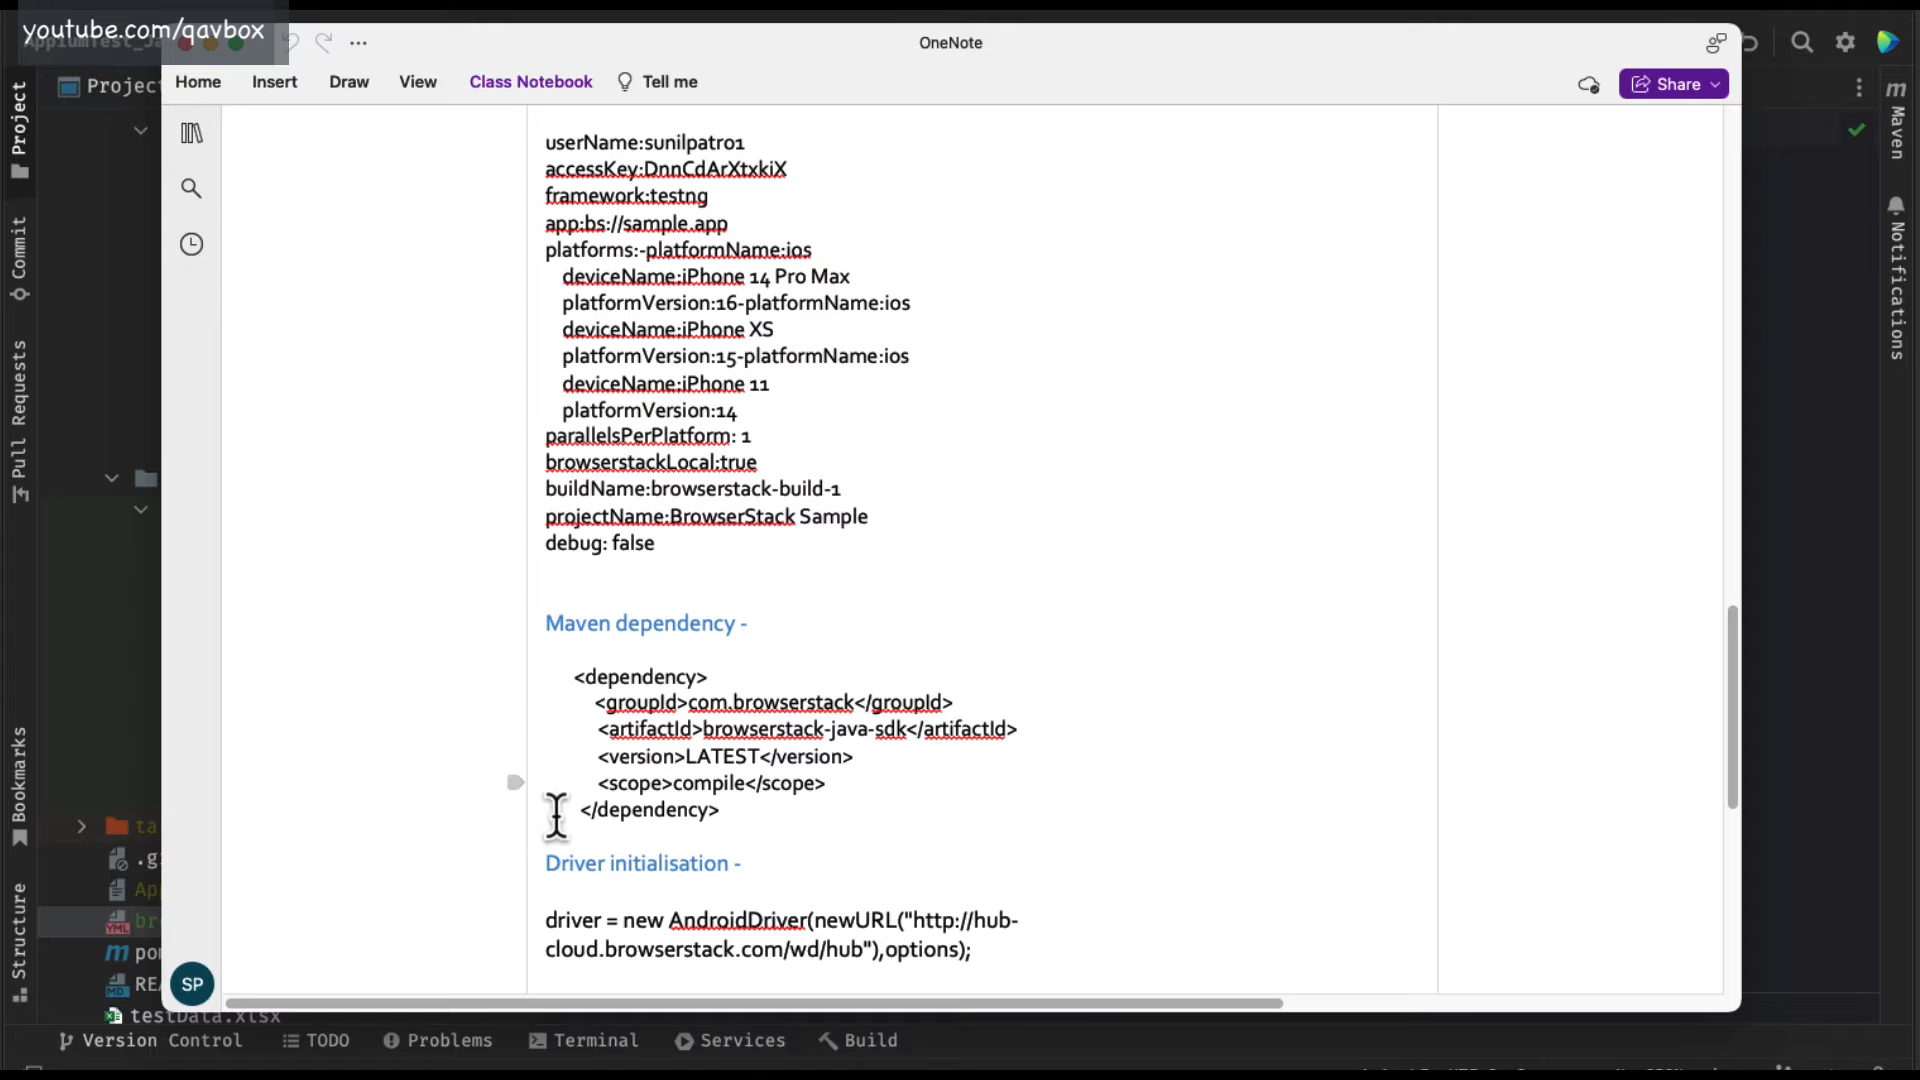 youtube.com/qavbox
OneNote
Home Insert Draw View Class Notebook Tell me
Share
Project
userName:sunilpatro1
accessKey:DnnCdArXtxkiX
framework:testng
app:bs://sample.app
platforms:-platformName:ios
deviceName:iPhone 14 Pro Max
platformVersion:16-platformName:ios
deviceName:iPhone XS
platformVersion:15-platformName:ios
deviceName:iPhone 11
platformVersion:14
parallelsPerPlatform: 1
browserstackLocal:true
buildName:browserstack-build-1
projectName:BrowserStack Sample
debug: false
Maven dependency -
<dependency>
<groupId>com.browserstack</groupId>
<artifactId>browserstack-java-sdk</artifactId>
<version>LATEST</version>
<scope>compile</scope>
</dependency>
Driver initialisation -
driver = new AndroidDriver(newURL("http://hub-
cloud.browserstack.com/wd/hub"),options);
SP
Project
Commit
Pull Requests
Bookmarks
Structure
Maven
Notifications
testData.xlsx
Version Control TODO Problems Terminal Services Build